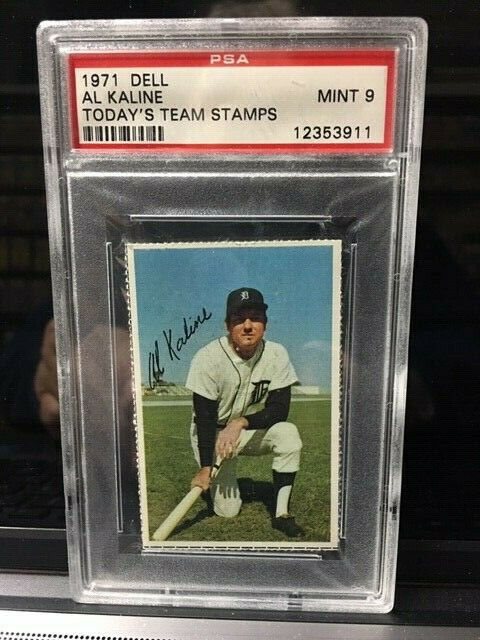 PSA
1971 DELL
AL KALINE MINT 9
TODAY'S TEAM STAMPS
12353911
Al Kaline
D
D